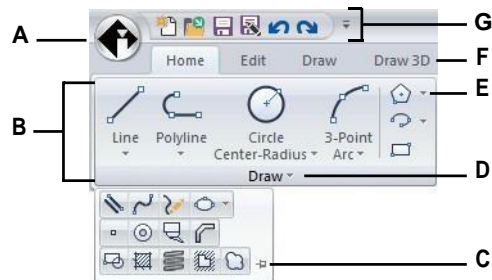 G
A
F
Home Edit Draw Draw 3D
E
B
Line Polyline Circle 3-Point
Center-Radius Arc
Draw
D
C